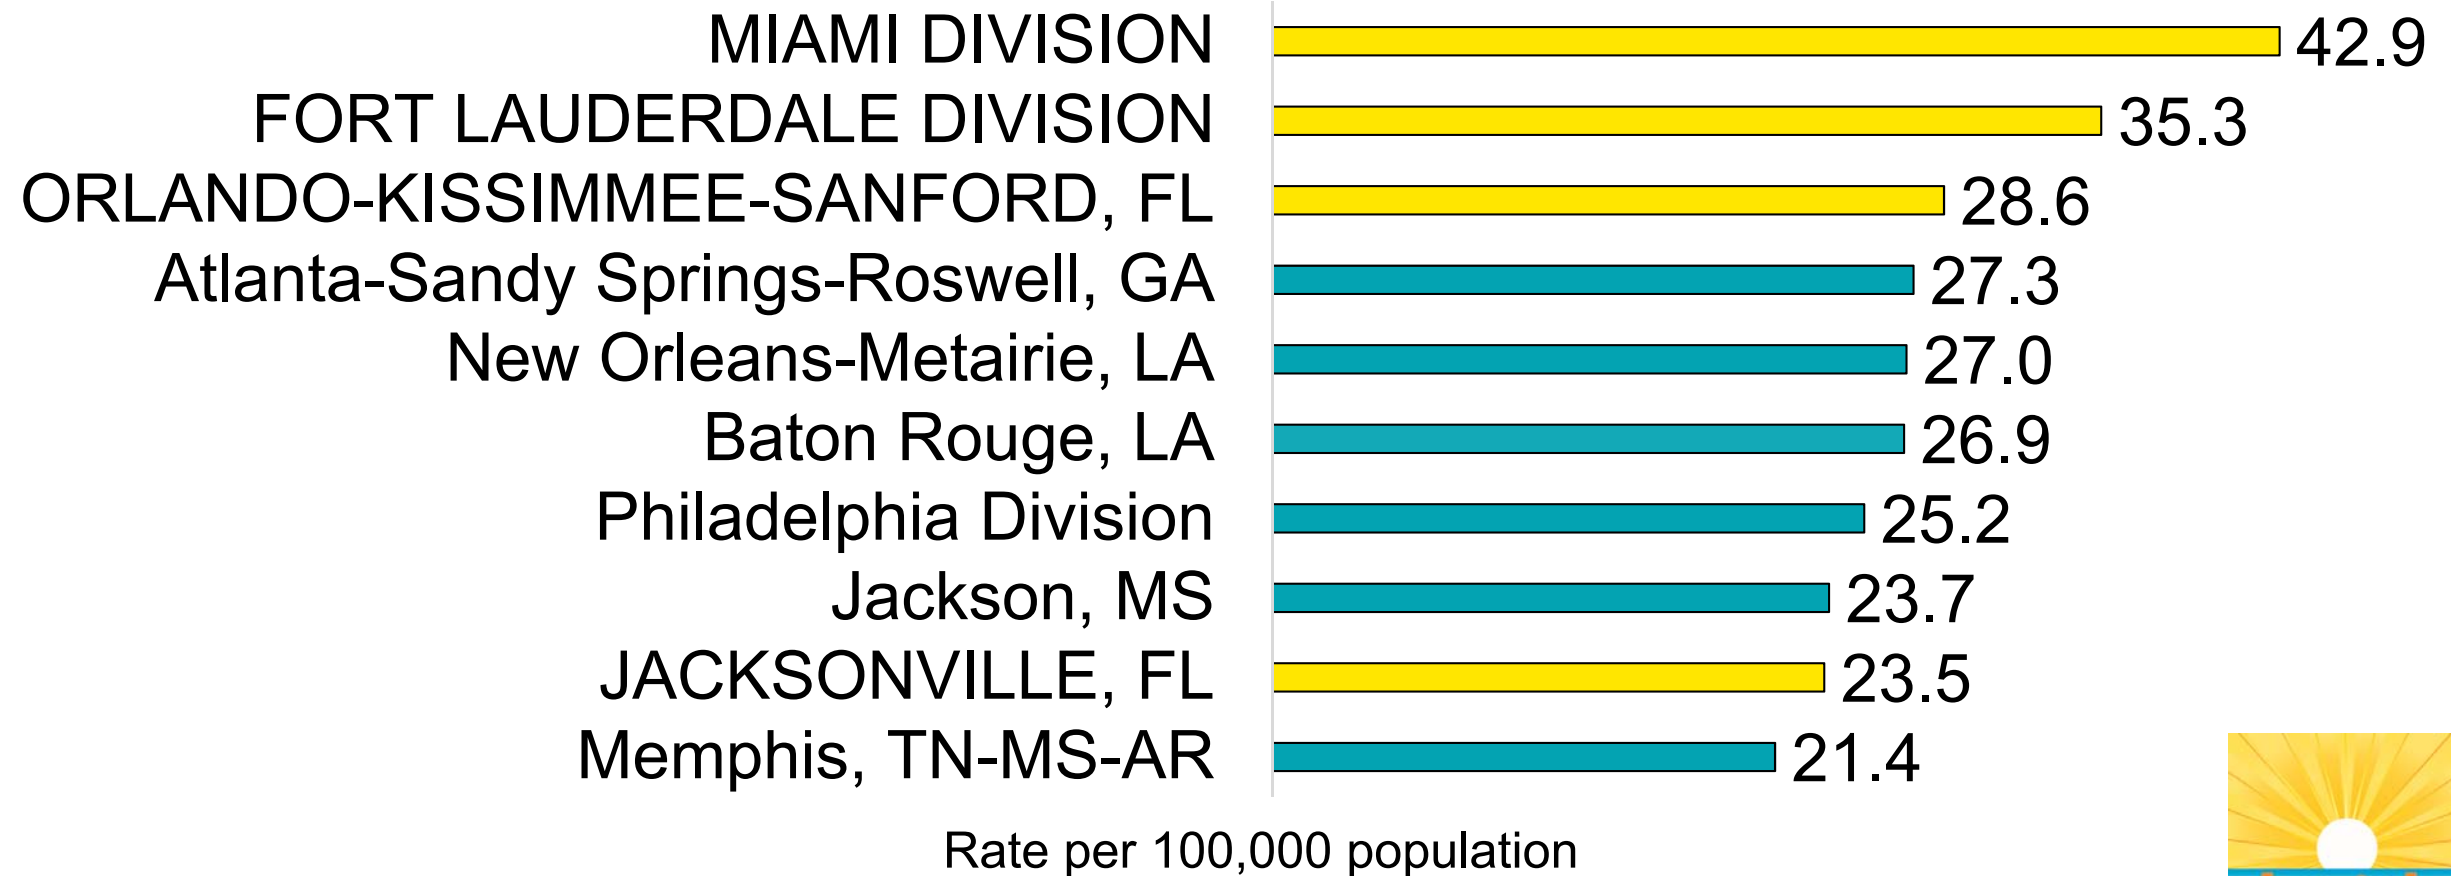 MIAMI DIVISION 42.9
FORT LAUDERDALE DIVISION 35.3
ORLANDO-KISSIMMEE-SANFORD, FL 28.6
Atlanta-Sandy Springs-Roswell, GA 27.3
New Orleans-Metairie, LA 27.0
Baton Rouge, LA 26.9
Philadelphia Division 25.2
Jackson, MS 23.7
JACKSONVILLE, FL 23.5
Memphis, TN-MS-AR 21.4
Rate per 100,000 population